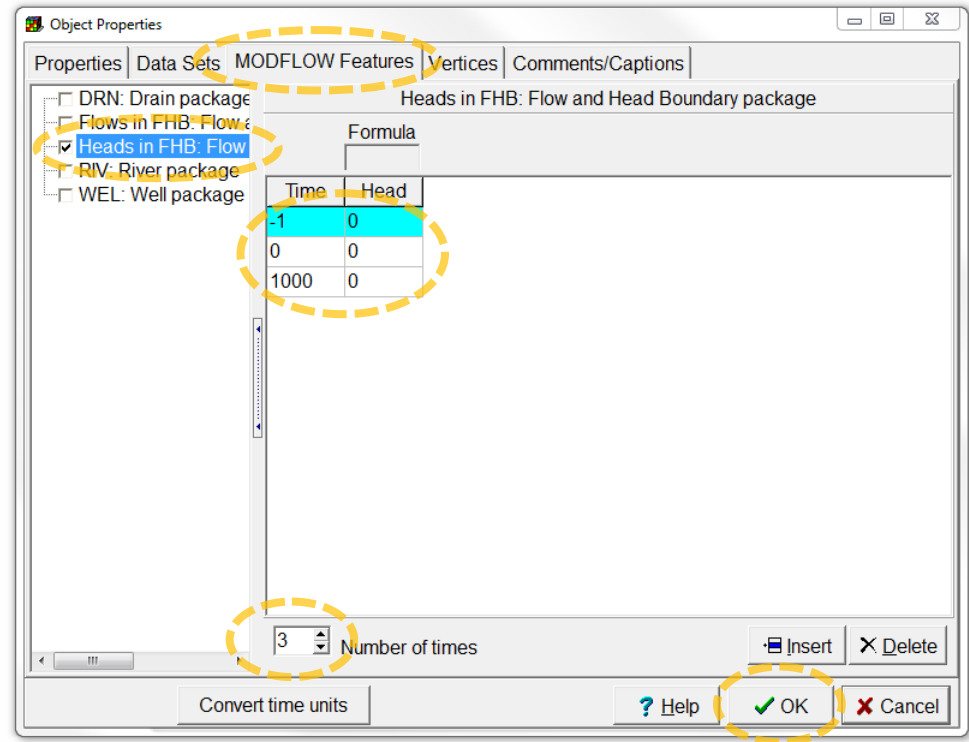 Object Properties
Properties Data Sets MODFLOW Features Vertices Comments/Captions
DRN: Drain package
Flows in FHB: Flow a
Heads in FHB: Flow
RIV: River package
WEL: Well package
Heads in FHB: Flow and Head Boundary package
Formula
Time Head
-1 0
0 0
1000 0
3 Number of times
Insert Delete
Convert time units Help OK Cancel